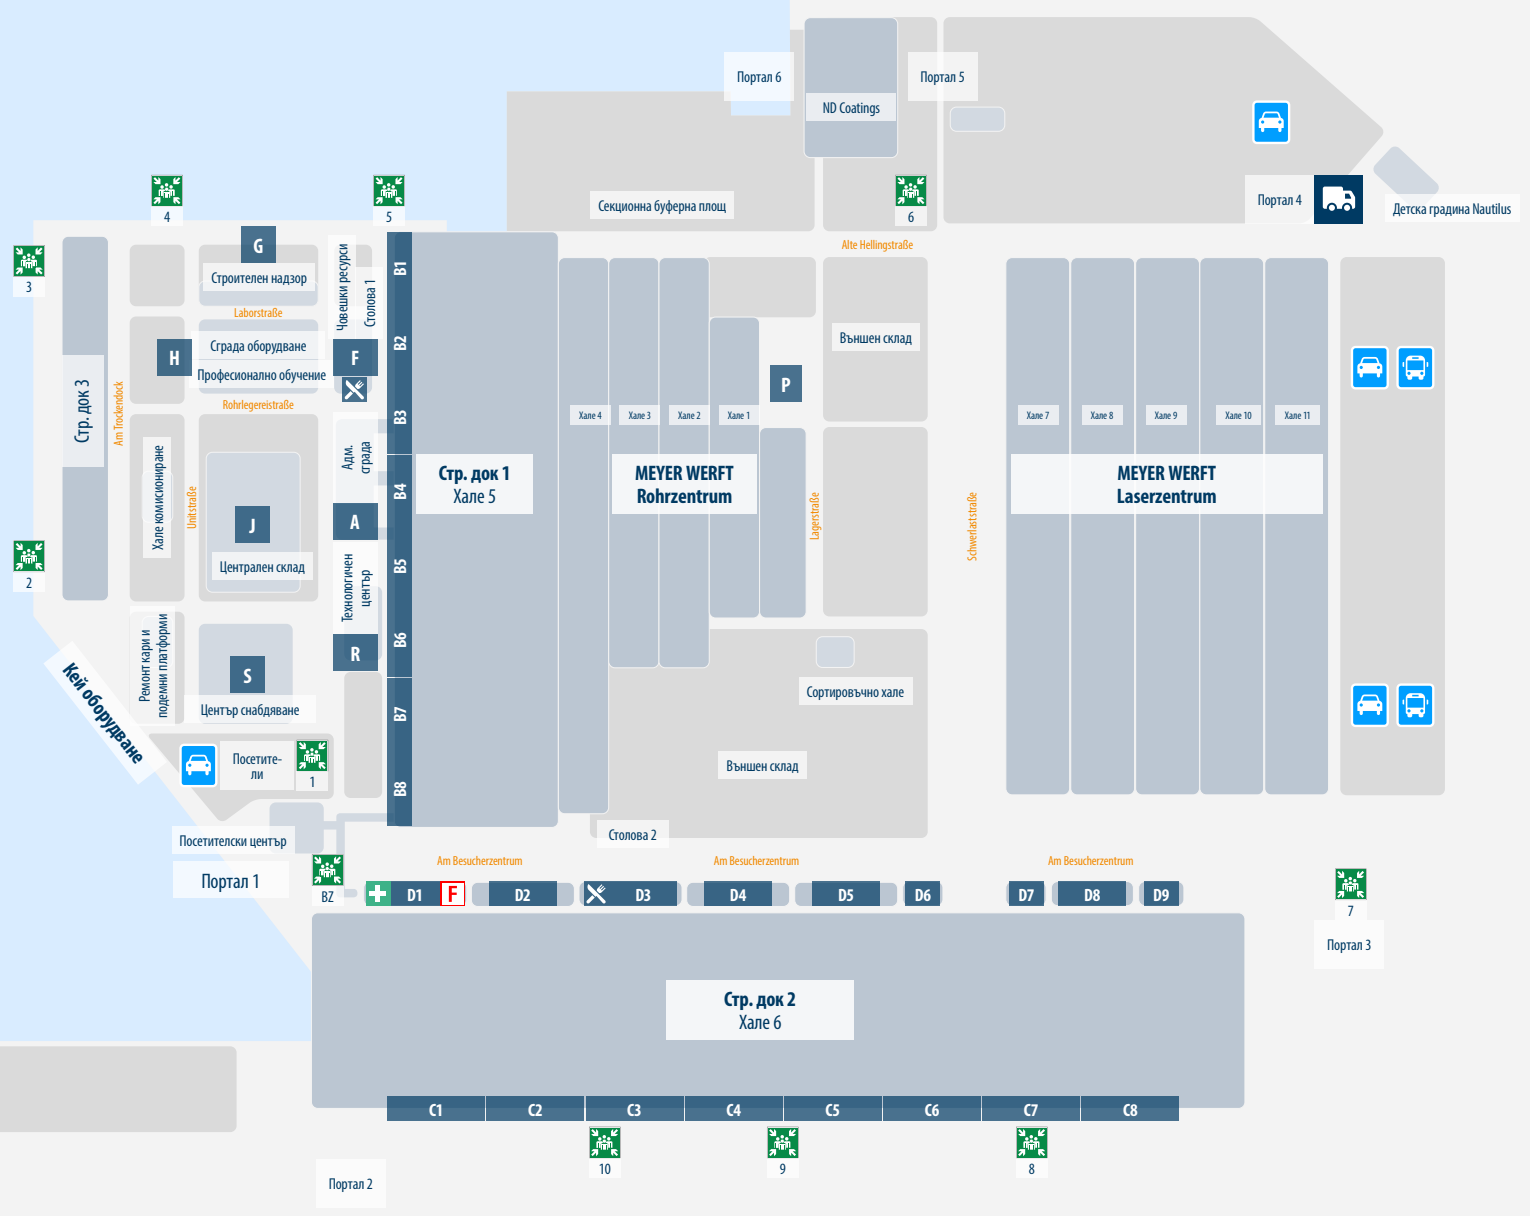 Портал 6
Портал 5
ND Coatings
Секционна буферна площ
Портал 4
Детска градина Nautilus
Alte Hellingstraße
4
5
6
3
G
Строителен надзор
Laborstraße
Човешки ресурси
Столова 1
B1
B2
B3
B4
B5
B6
B7
B8
H
Сграда оборудване
Професионално обучение
F
Rohrlegereistraße
Стр. док 3
Am Trockendock
Външен склад
P
Хале 4
Хале 3
Хале 2
Хале 1
Хале 7
Хале 8
Хале 9
Хале 10
Хале 11
Адм.
сграда
Хале комисиониране
Unitstraße
A
J
Централен склад
Стр. док 1
Хале 5
MEYER WERFT
Rohrzentrum
Lagerstraße
Schwerlaststraße
MEYER WERFT
Laserzentrum
2
Технологичен
център
R
Ремонт кари и
подемни платформи
S
Център снабдяване
Кей оборудване
Сортировъчно хале
Външен склад
Посетите-
ли
1
Посетителски център
Столова 2
Портал 1
BZ
Am Besucherzentrum
Am Besucherzentrum
Am Besucherzentrum
D1
F
D2
D3
D4
D5
D6
D7
D8
D9
7
Портал 3
Стр. док 2
Хале 6
C1
C2
C3
C4
C5
C6
C7
C8
10
9
8
Портал 2